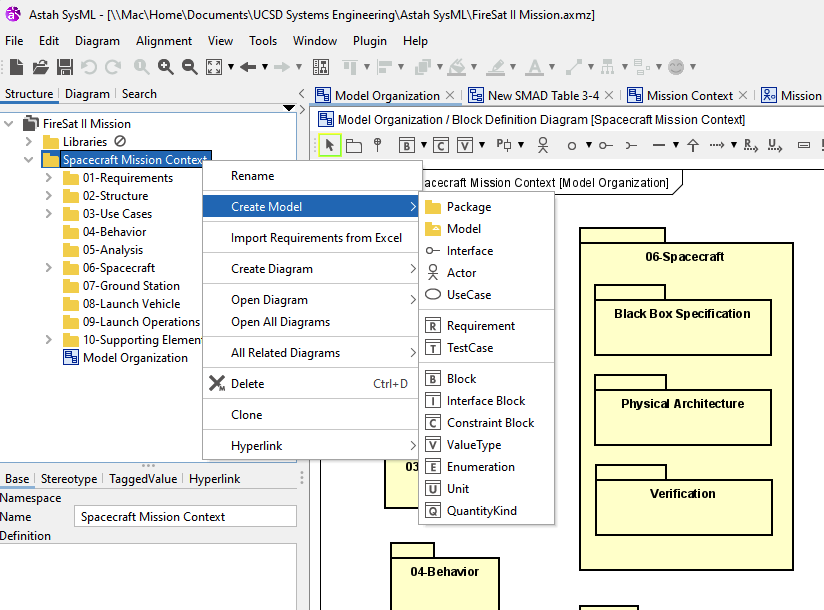 Astah SysML - [\\Mac\Home\Documents\UCSD Systems Engineering\Astah SysML\FireSat II Mission.axmz]
File Edit Diagram Alignment View Tools Window Plugin Help
Structure Diagram Search
Model Organization New SMAD Table 3-4 Mission Context Mission
Model Organization / Block Definition Diagram [Spacecraft Mission Context]
FireSat II Mission
Libraries
Spacecraft Mission Context
01-Requirements
02-Structure
03-Use Cases
04-Behavior
05-Analysis
06-Spacecraft
07-Ground Station
08-Launch Vehicle
09-Launch Operations
10-Supporting Elemen
Model Organization
Rename
Create Model
Import Requirements from Excel
Create Diagram
Open Diagram
Open All Diagrams
All Related Diagrams
Delete Ctrl+D
Clone
Hyperlink
Package
Model
Interface
Actor
UseCase
R Requirement
T TestCase
B Block
I Interface Block
C Constraint Block
V ValueType
E Enumeration
U Unit
Q QuantityKind
B C V P R U
acecraft Mission Context [Model Organization]
06-Spacecraft
Black Box Specification
Physical Architecture
Verification
03
04-Behavior
Base Stereotype TaggedValue Hyperlink
Namespace
Name Spacecraft Mission Context
Definition